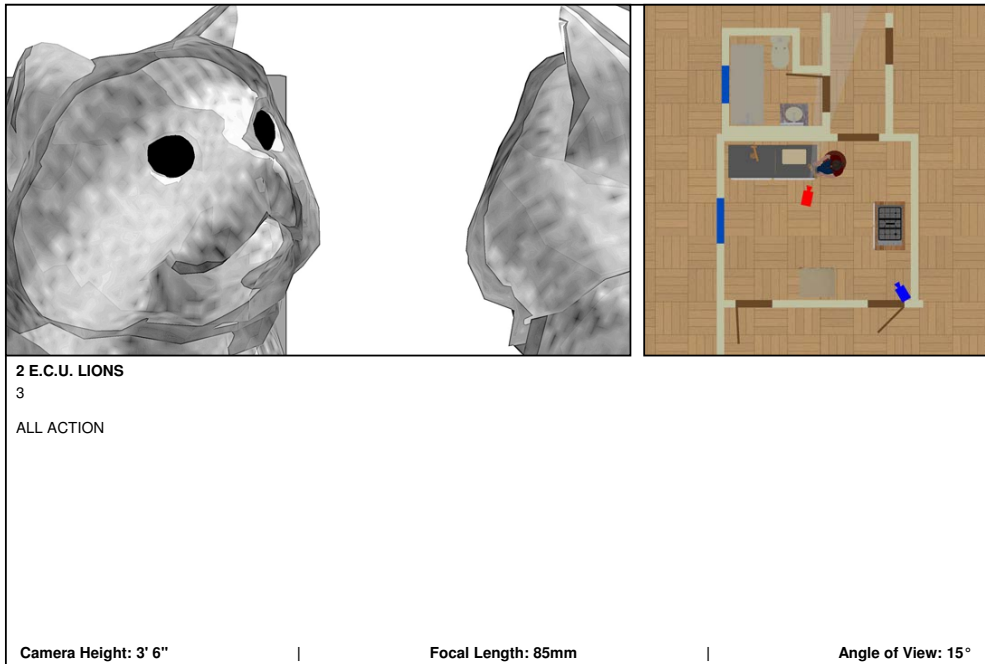 2 E.C.U. LIONS
3
ALL ACTION
Camera Height: 3' 6" | Focal Length: 85mm | Angle of View: 15°